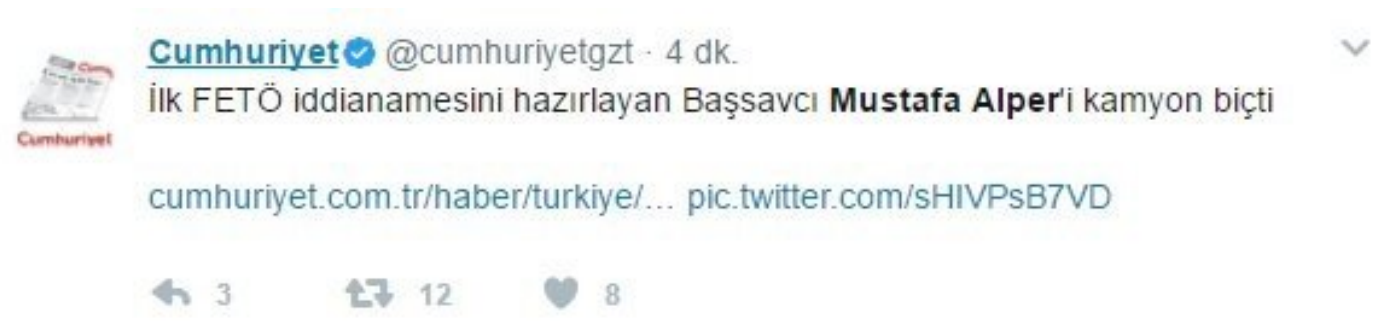 Cumhuriyet @cumhuriyetgzt · 4 dk.
İlk FETÖ iddianamesini hazırlayan Başsavcı Mustafa Alper'i kamyon biçti
cumhuriyet.com.tr/haber/turkiye/... pic.twitter.com/sHIVPsB7VD
Cumhuriyet
3 12 8